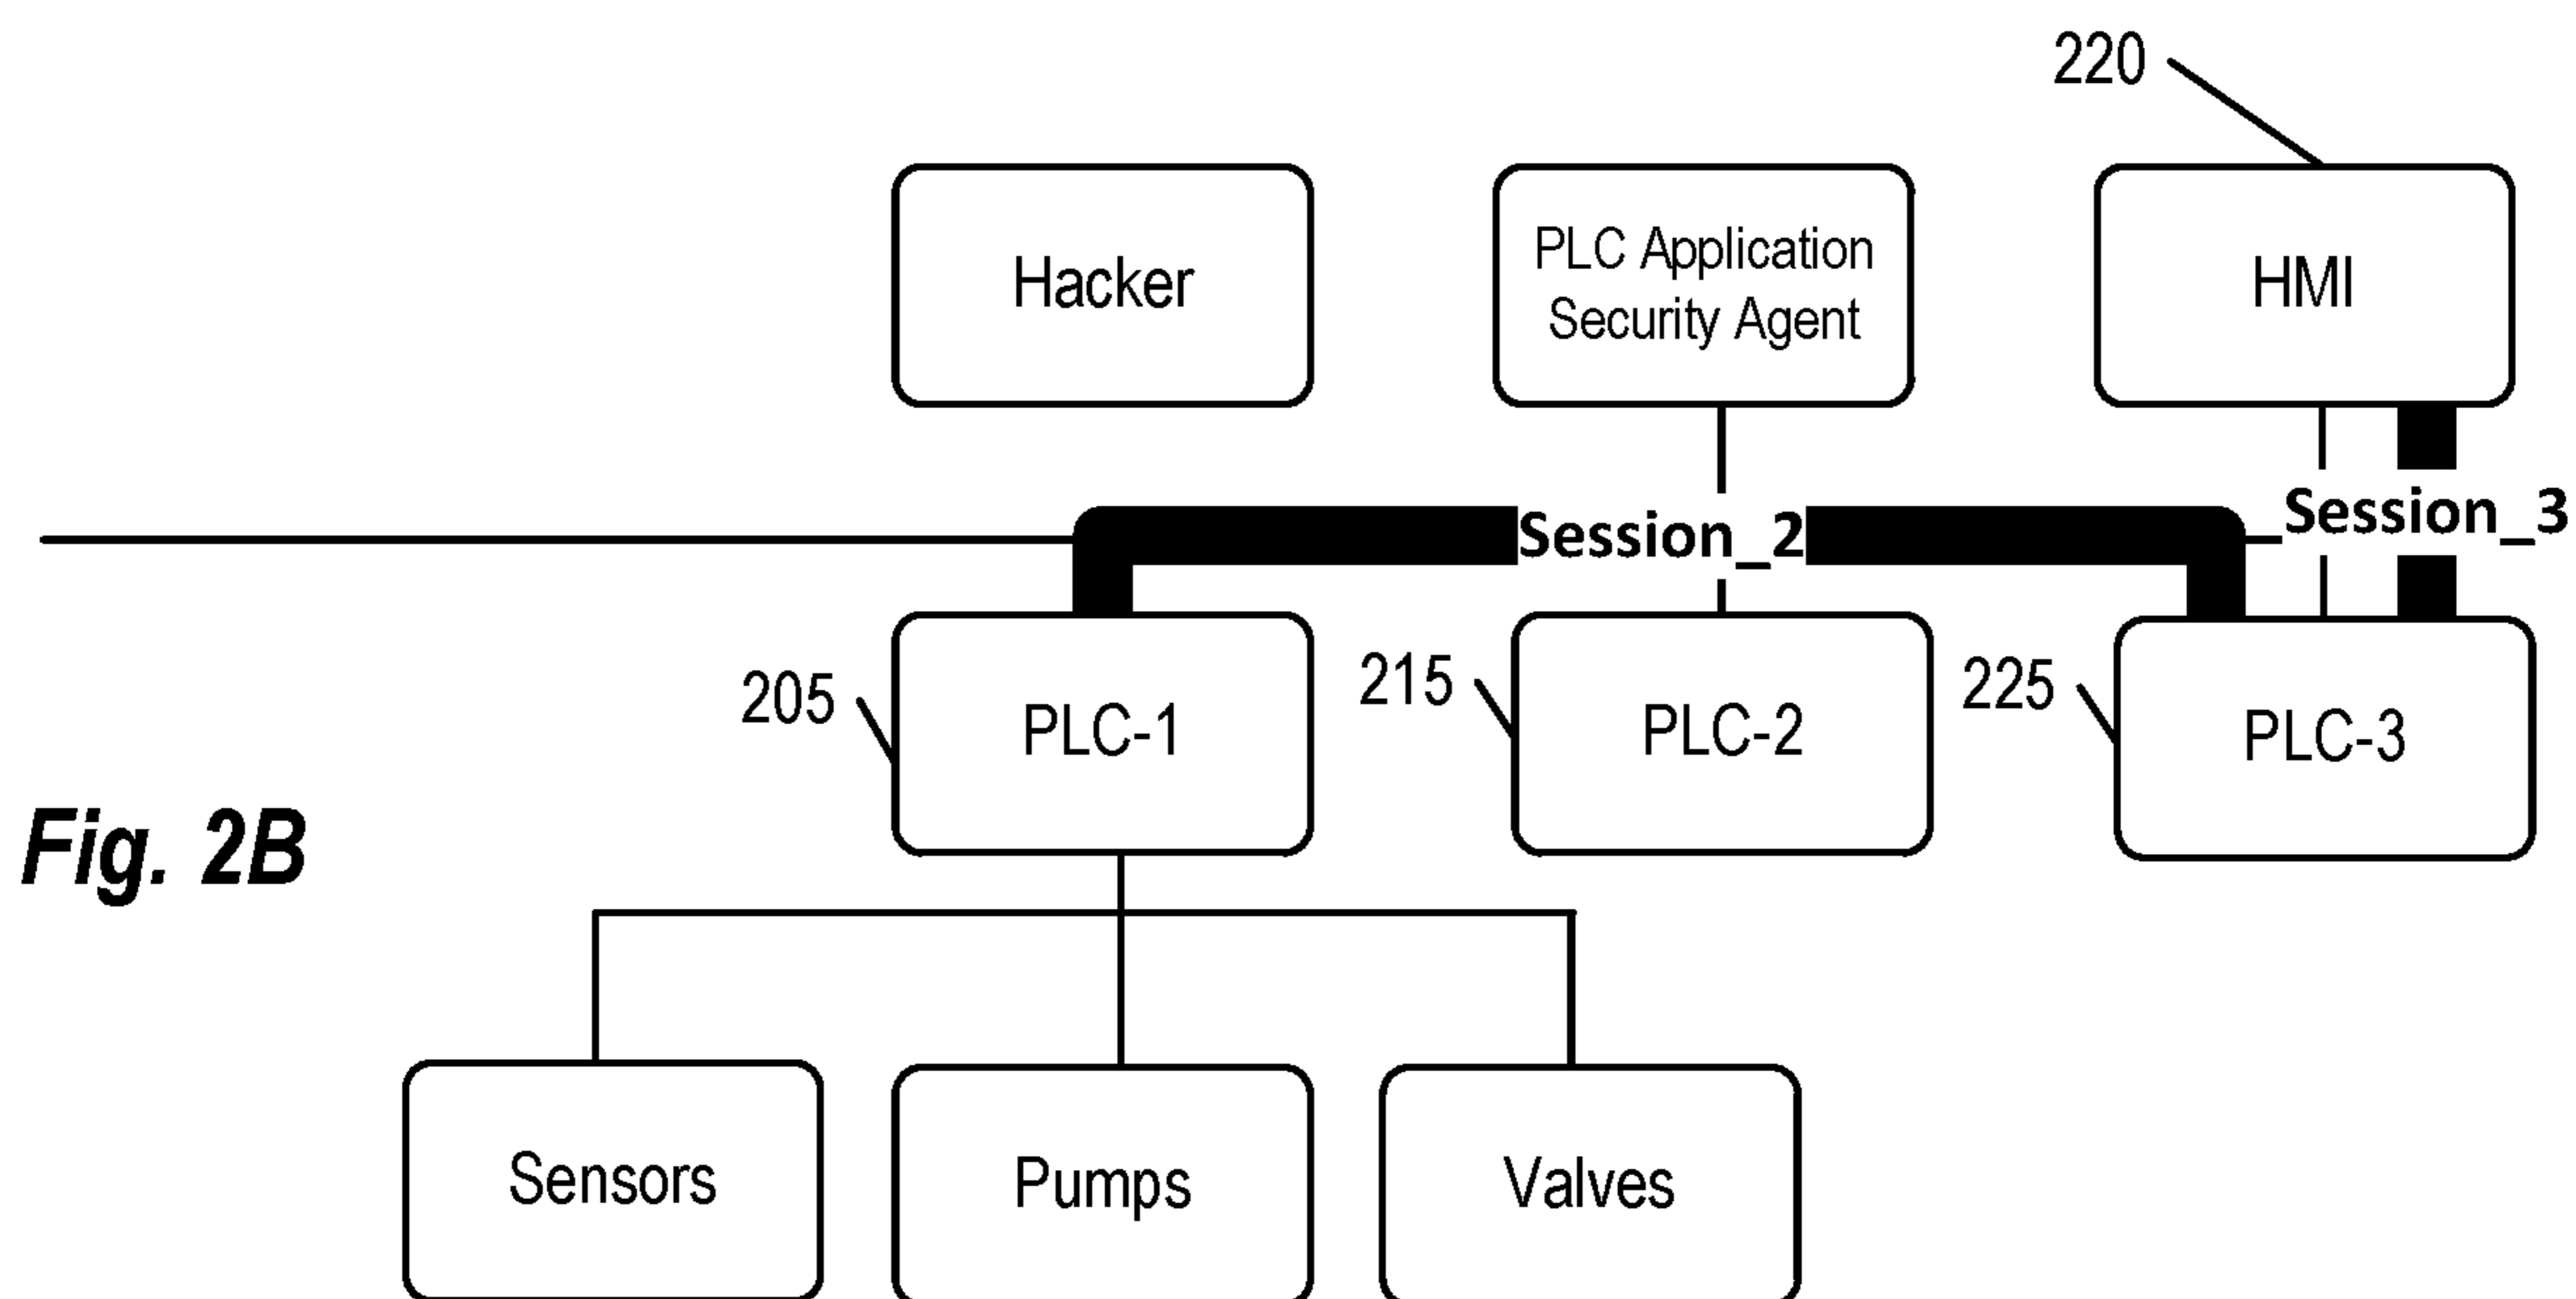 220
Hacker
PLC Application
Security Agent
HMI
Session_2
Session_3
205
PLC-1
215
PLC-2
225
PLC-3
Fig. 2B
Sensors
Pumps
Valves